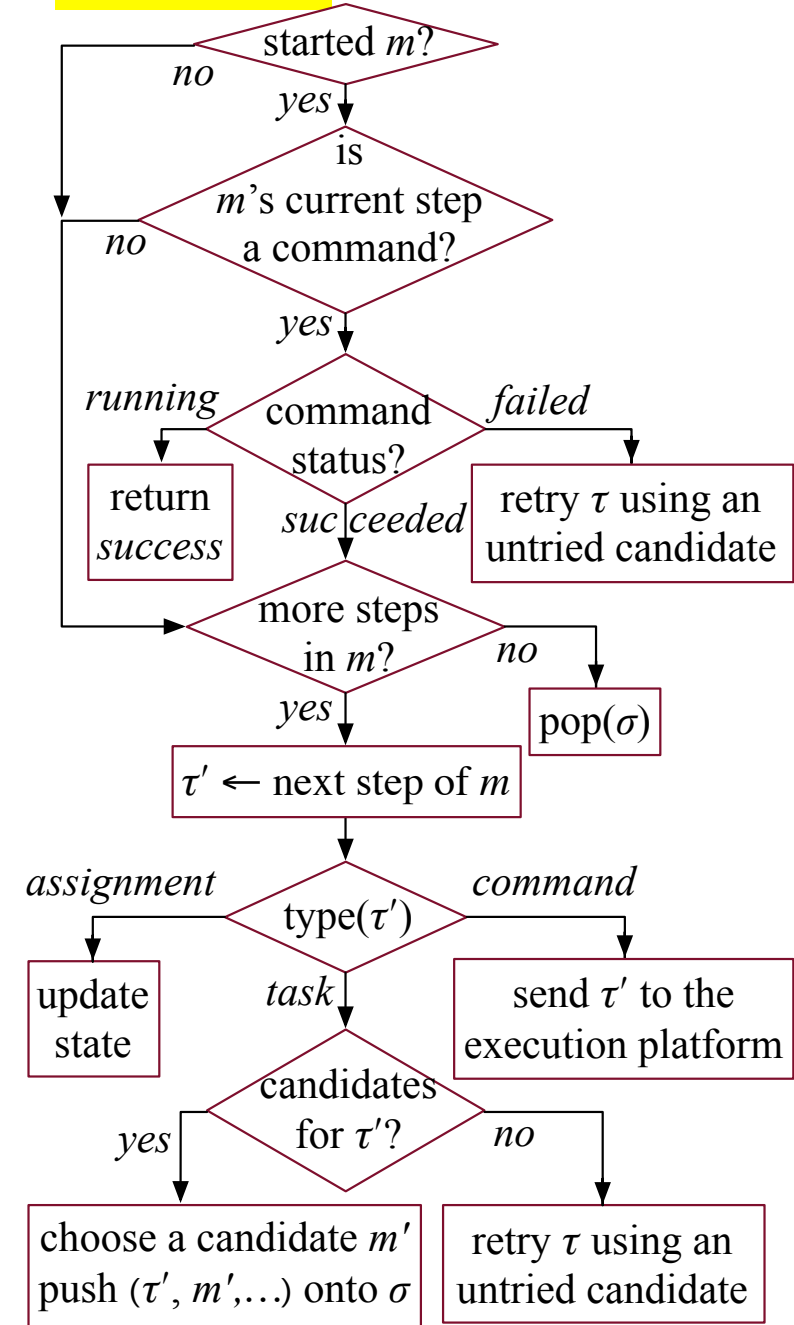 started m?
no
yes
is
m's current step
a command?
no
yes
running
command
status?
failed
return
success
succeeded
retry τ using an
untried candidate
more steps
in m?
no
yes
pop(σ)
τ′ ← next step of m
assignment
type(τ′)
command
update
state
task
send τ′ to the
execution platform
candidates
for τ′?
yes
no
choose a candidate m′
push (τ′, m′,…) onto σ
retry τ using an
untried candidate